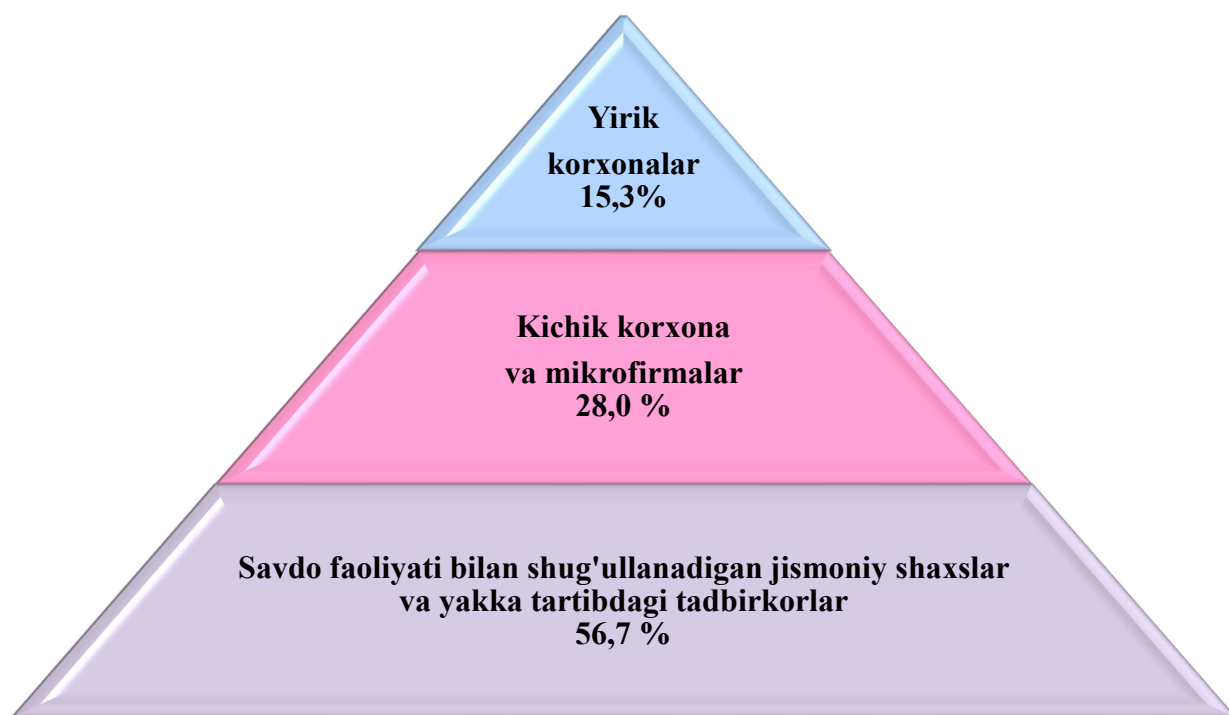 Yirik
korxonalar
15,3%
Kichik korxona
va mikrofirmalar
28,0 %
Savdo faoliyati bilan shug'ullanadigan jismoniy shaxslar
va yakka tartibdagi tadbirkorlar
56,7 %